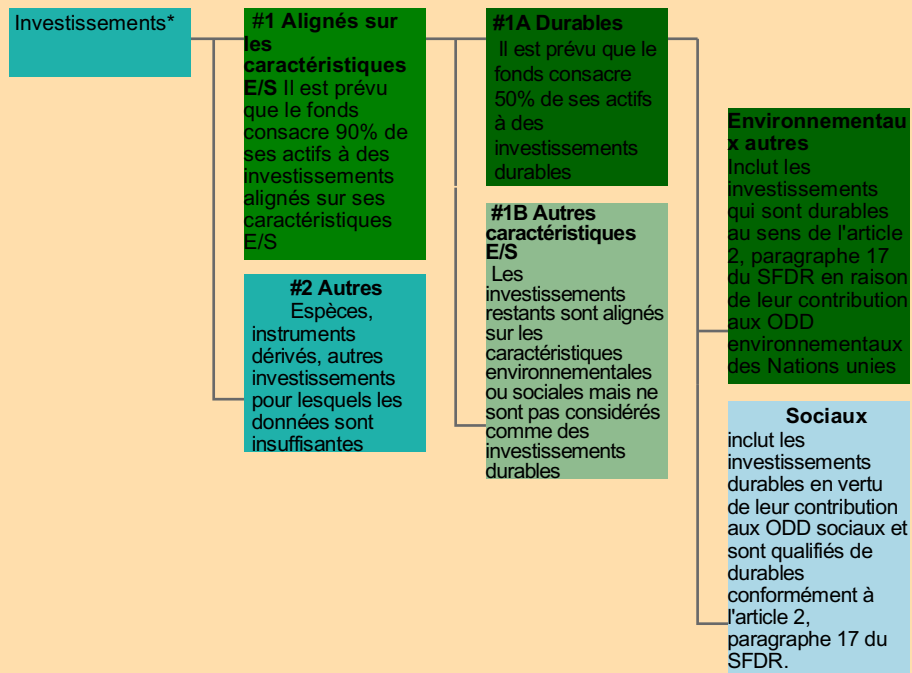 Investissements*
#1 Alignés sur
les
caractéristiques
E/S Il est prévu
que le fonds
consacre 90% de
ses actifs à des
investissements
alignés sur ses
caractéristiques
E/S
#2 Autres
Espèces,
instruments
dérivés, autres
investissements
pour lesquels les
données sont
insuffisantes
#1A Durables
Il est prévu que le
fonds consacre
50% de ses actifs
à des
investissements
durables
#1B Autres
caractéristiques
E/S
Les
investissements
restants sont alignés
sur les
caractéristiques
environnementales
ou sociales mais ne
sont pas considérés
comme des
investissements
durables
Environnementau
x autres
Inclut les
investissements
qui sont durables
au sens de l'article
2, paragraphe 17
du SFDR en raison
de leur contribution
aux ODD
environnementaux
des Nations unies
Sociaux
inclut les
investissements
durables en vertu
de leur contribution
aux ODD sociaux et
sont qualifiés de
durables
conformément à
l'article 2,
paragraphe 17 du
SFDR.